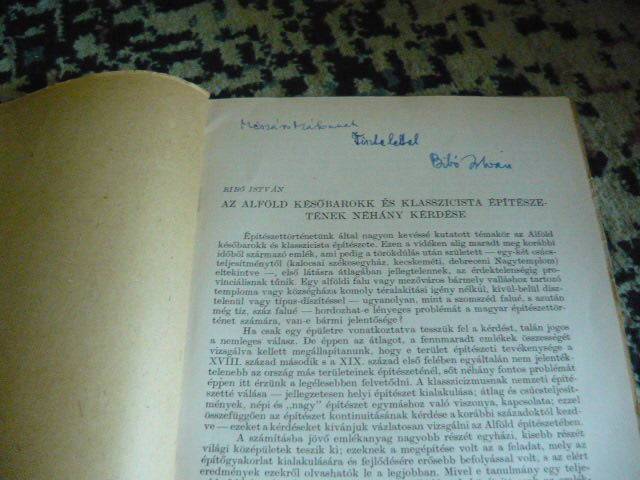 Mészáros Mátának
Tisztelettel
Bibó István
BIBÓ ISTVÁN
AZ ALFÖLD KÉSŐBAROKK ÉS KLASSZICISTA ÉPÍTÉSZE-
TÉNEK NÉHÁNY KÉRDÉSE
Építészettörténetünk által nagyon kevéssé kutatott témakör az Alföld
későbarokk és klasszicista építészete. Ezen a vidéken alig maradt meg korábbi
időből származó emlék, ami pedig a törökdúlás után született — egy-két csúcs-
teljesítménytől (kalocsai székesegyház, kecskeméti, debreceni Nagytemplom)
eltekintve —, első látásra átlagában jellegtelennek, az érdektelenségig pro-
vinciálisnak tűnik. Egy alföldi falu vagy mezőváros bármely valláshoz tartozó
temploma vagy községháza komoly téralakítási igény nélkül, kívül-belül dísz-
telenül vagy típus-díszítéssel — ugyanolyan, mint a szomszéd falué, s azután
még tíz, száz falué — hordozhat-e lényeges problémát a magyar építészettör-
ténet számára, van-e bármi jelentősége?
Ha csak egy épületre vonatkoztatva tesszük fel a kérdést, talán jogos
a nemleges válasz. De éppen az átlagot, a fennmaradt emlékek összességét
vizsgálva kellett megállapítanunk, hogy e terület építészeti tevékenysége a
XVIII. század második s a XIX. század első felében egyáltalán nem jelenték-
telenebb az ország más területeinek építészeténél, sőt néhány fontos problémát
éppen itt érzünk a legélesebben felvetődni. A klasszicizmusnak nemzeti építé-
szetté válása — jellegzetesen helyi építészet kialakulása; átlag és csúcsteljesít-
mények, népi és „nagy” építészet egymáshoz való viszonya, kapcsolata; ezzel
összefüggően az építészet kontinuitásának kérdése a korábbi századoktól kezd-
ve — ezeket a kérdéseket kívánjuk vázlatosan vizsgálni az Alföld építészetében.
A számításba jövő emlékanyag nagyobb részét egyházi, kisebb részét
világi középületek teszik ki; ezeknek a megépítése volt az a feladat, mely az
építőgyakorlat kialakulására és fejlődésére erősebb befolyással volt, s az elért
eredmények ezekről olvashatók le a legjobban. Mivel e tanulmány egy telje-